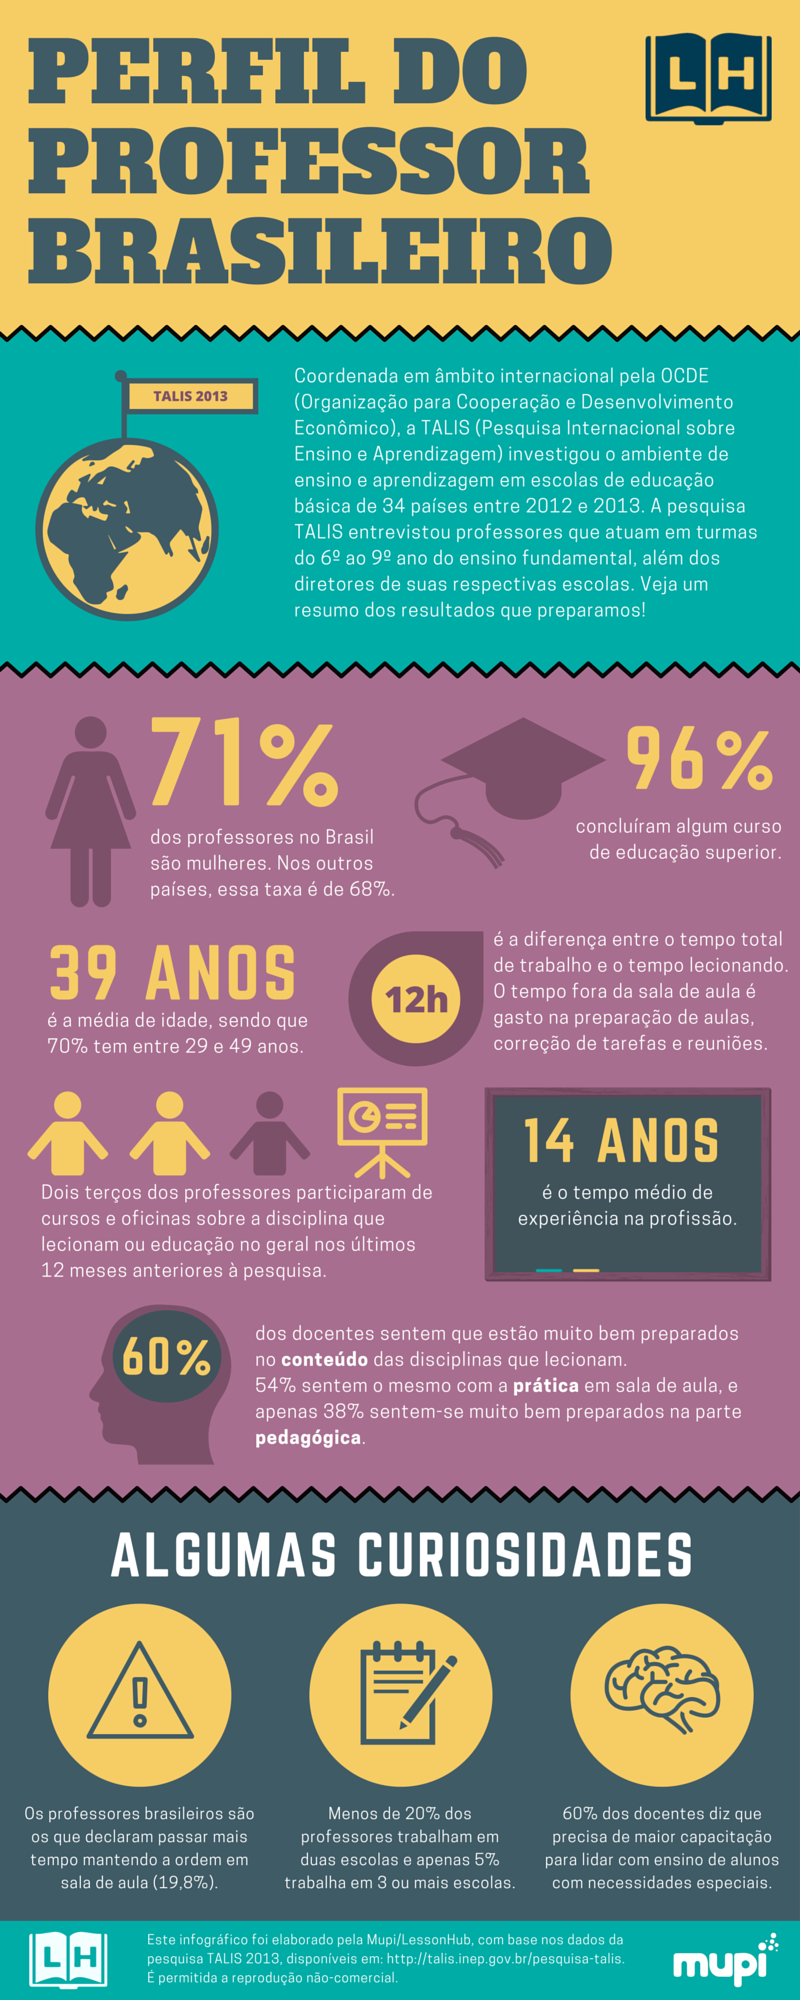 PERFIL DO
PROFESSOR
BRASILEIRO
LH
TALIS 2013
Coordenada em âmbito internacional pela OCDE
(Organização para Cooperação e Desenvolvimento
Econômico), a TALIS (Pesquisa Internacional sobre
Ensino e Aprendizagem) investigou o ambiente de
ensino e aprendizagem em escolas de educação
básica de 34 países entre 2012 e 2013. A pesquisa
TALIS entrevistou professores que atuam em turmas
do 6º ao 9º ano do ensino fundamental, além dos
diretores de suas respectivas escolas. Veja um
resumo dos resultados que preparamos!
71%
dos professores no Brasil
são mulheres. Nos outros
países, essa taxa é de 68%.
96%
concluíram algum curso
de educação superior.
39 ANOS
é a média de idade, sendo que
70% tem entre 29 e 49 anos.
12h
é a diferença entre o tempo total
de trabalho e o tempo lecionando.
O tempo fora da sala de aula é
gasto na preparação de aulas,
correção de tarefas e reuniões.
Dois terços dos professores participaram de
cursos e oficinas sobre a disciplina que
lecionam ou educação no geral nos últimos
12 meses anteriores à pesquisa.
14 ANOS
é o tempo médio de
experiência na profissão.
60%
dos docentes sentem que estão muito bem preparados
no conteúdo das disciplinas que lecionam.
54% sentem o mesmo com a prática em sala de aula, e
apenas 38% sentem-se muito bem preparados na parte
pedagógica.
ALGUMAS CURIOSIDADES
Os professores brasileiros são
os que declaram passar mais
tempo mantendo a ordem em
sala de aula (19,8%).
Menos de 20% dos
professores trabalham em
duas escolas e apenas 5%
trabalha em 3 ou mais escolas.
60% dos docentes diz que
precisa de maior capacitação
para lidar com ensino de alunos
com necessidades especiais.
LH
Este infográfico foi elaborado pela Mupi/LessonHub, com base nos dados da
pesquisa TALIS 2013, disponíveis em: http://talis.inep.gov.br/pesquisa-talis.
É permitida a reprodução não-comercial.
mupi